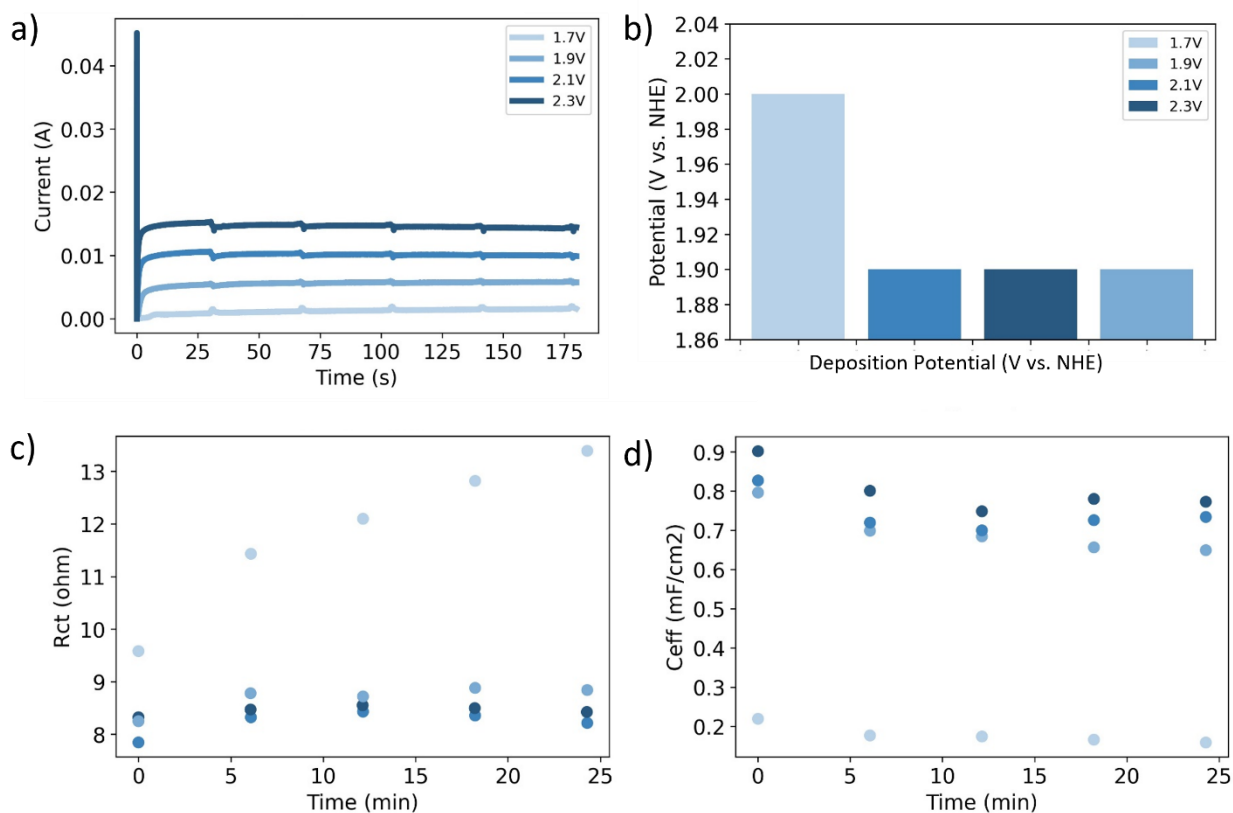 a)
Current (A)
0.04
0.03
0.02
0.01
0.00
0
25
50
75
100
125
150
175
Time (s)
1.7V
1.9V
2.1V
2.3V
b)
Potential (V vs. NHE)
2.04
2.02
2.00
1.98
1.96
1.94
1.92
1.90
1.88
1.86
Deposition Potential (V vs. NHE)
1.7V
1.9V
2.1V
2.3V
c)
Rct (ohm)
13
12
11
10
9
8
0
5
10
15
20
25
Time (min)
d)
Ceff (mF/cm2)
0.9
0.8
0.7
0.6
0.5
0.4
0.3
0.2
0
5
10
15
20
25
Time (min)